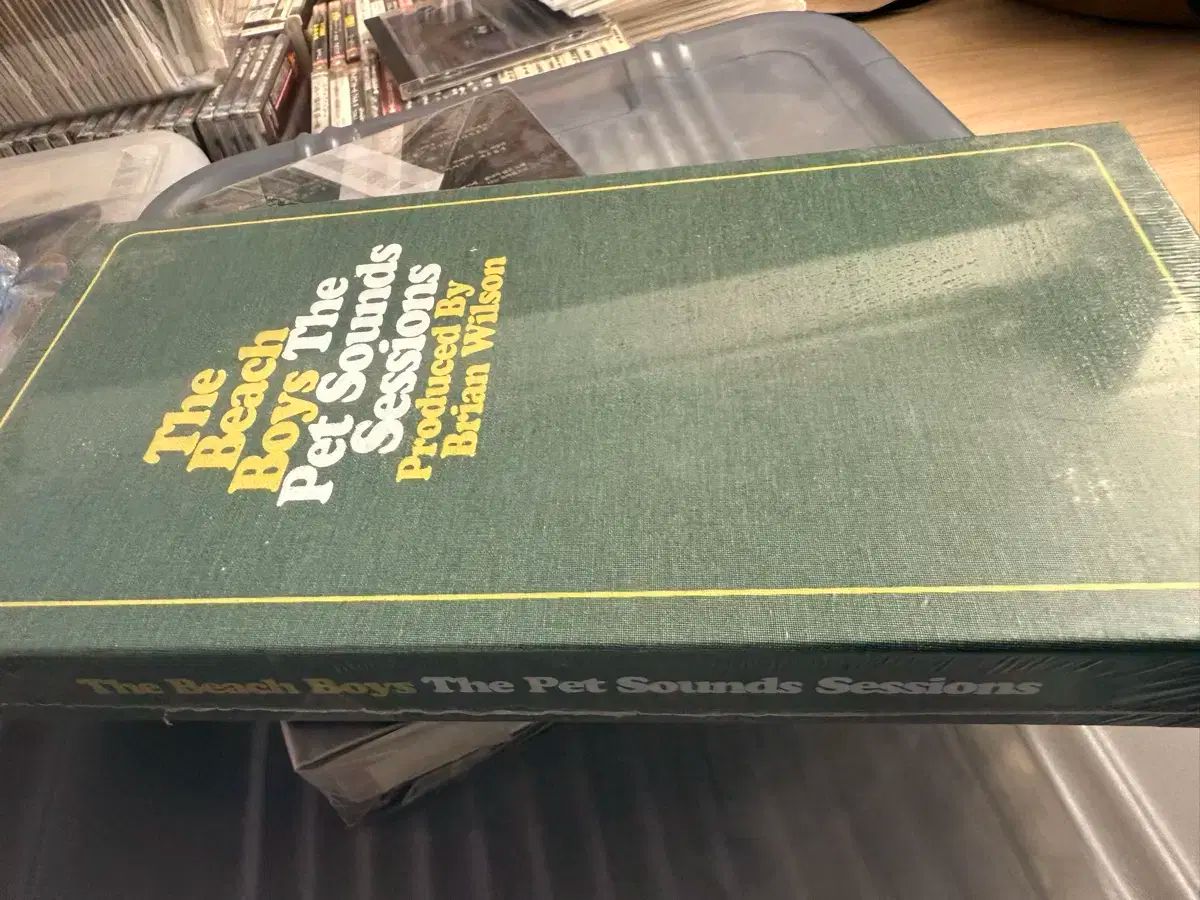 The
Beach
Boys The
Pet Sounds
Sessions
Produced By
Brian Wilson
The Beach Boys The Pet Sounds Sessions